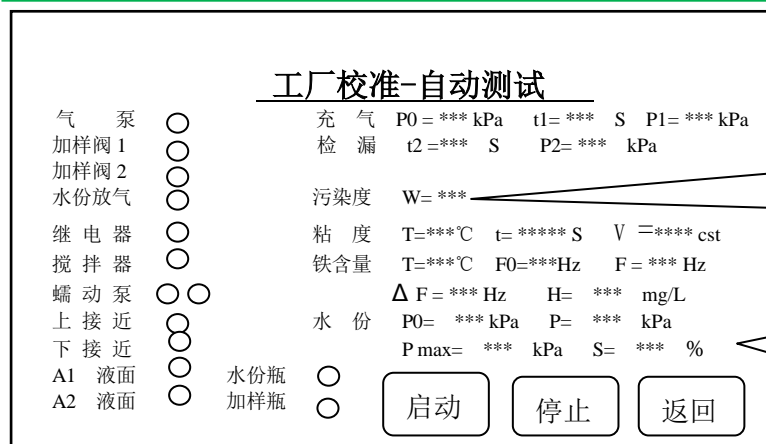 工厂校准-自动测试
气 泵 充 气 P0 = *** kPa t1= *** S P1= *** kPa
加样阀 1 检 漏 t2 =*** S P2= *** kPa
加样阀 2
水份放气 污染度 W= ***
继 电 器 粘 度 T=***℃ t= ***** S V =**** cst
搅 拌 器 铁含量 T=***℃ F0=***Hz F = *** Hz
蠕 动 泵 Δ F = *** Hz H= *** mg/L
上 接 近 水 份 P0= *** kPa P= *** kPa
下 接 近 P max= *** kPa S= *** %
A1 液面 水份瓶
A2 液面 加样瓶 启动 停止 返回